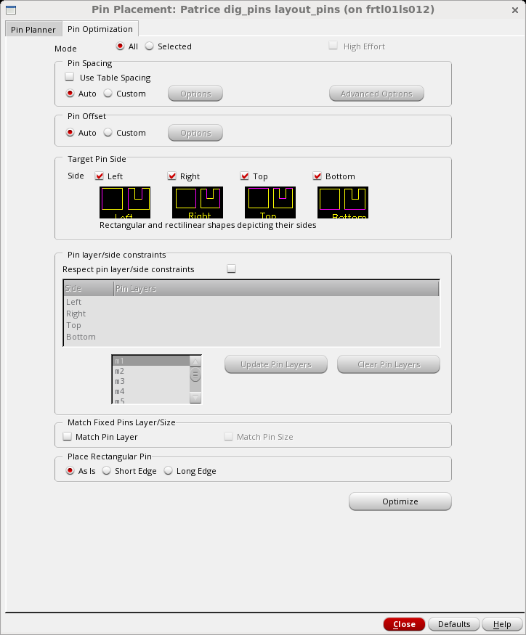 Pin Placement: Patrice dig_pins layout_pins (on frtl01ls012)
Pin Planner Pin Optimization
Mode All Selected High Effort
Pin Spacing
Use Table Spacing
Auto Custom Options Advanced Options
Pin Offset
Auto Custom Options
Target Pin Side
Side Left Right Top Bottom
Left Right Top Bottom
Rectangular and rectilinear shapes depicting their sides
Pin layer/side constraints
Respect pin layer/side constraints
Side Pin Layers
Left
Right
Top
Bottom
m1
m2
m3
m4
m5
Update Pin Layers Clear Pin Layers
Match Fixed Pins Layer/Size
Match Pin Layer Match Pin Size
Place Rectangular Pin
As Is Short Edge Long Edge
Optimize
Close Defaults Help